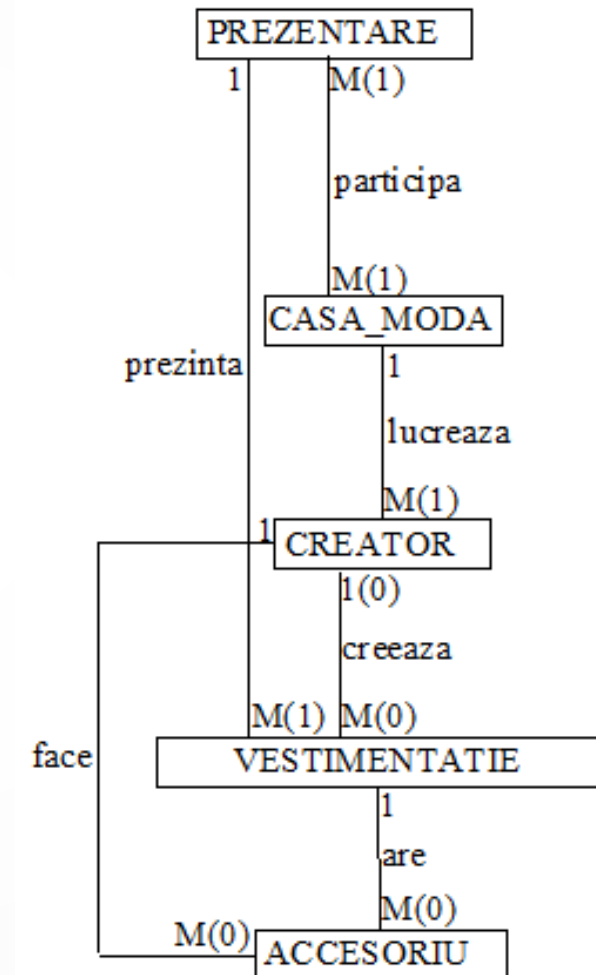 PREZENTARE
1 M(1)
participa
M(1)
CASA_MODA
prezinta 1
lucreaza
M(1)
1 CREATOR
1(0)
creeaza
M(1) M(0)
face VESTIMENTATIE
1
are
M(0)
M(0) ACCESORIU